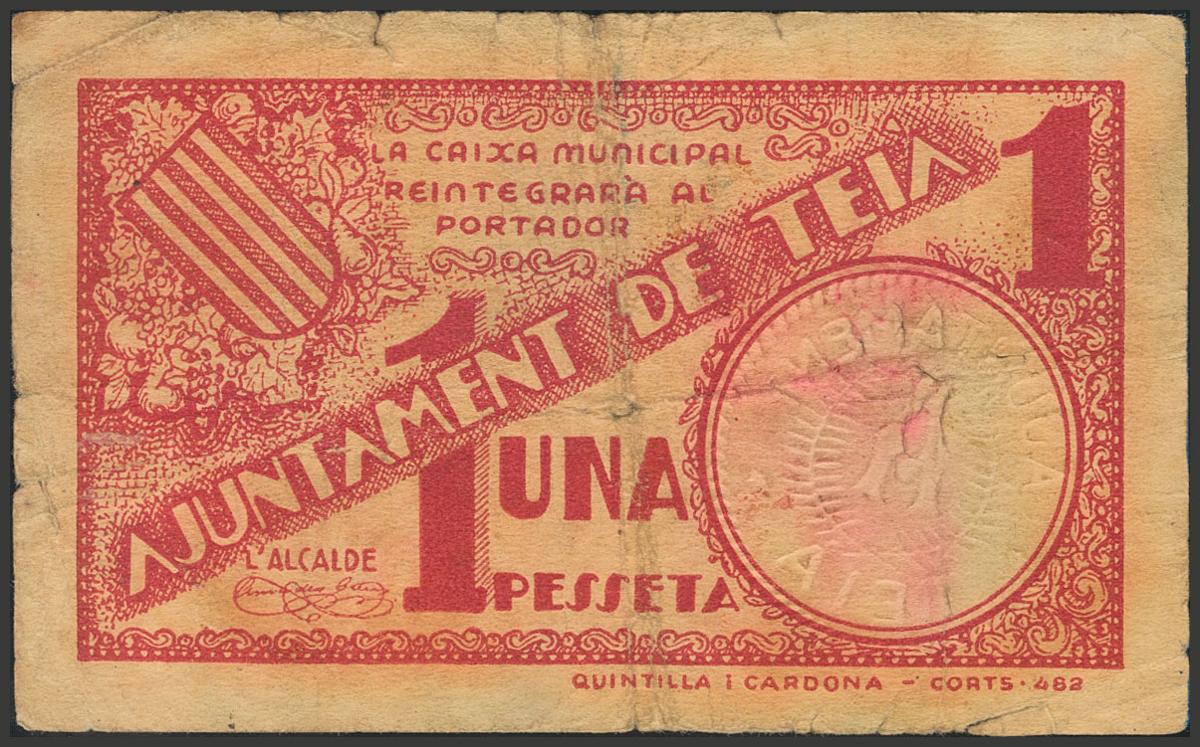 LA CAIXA MUNICIPAL
REINTEGRARÀ AL
PORTADOR
1
AJUNTAMENT DE TEIA
1
UNA
PESSETA
L'ALCALDE
QUINTILLA i CARDONA - CORTS · 482